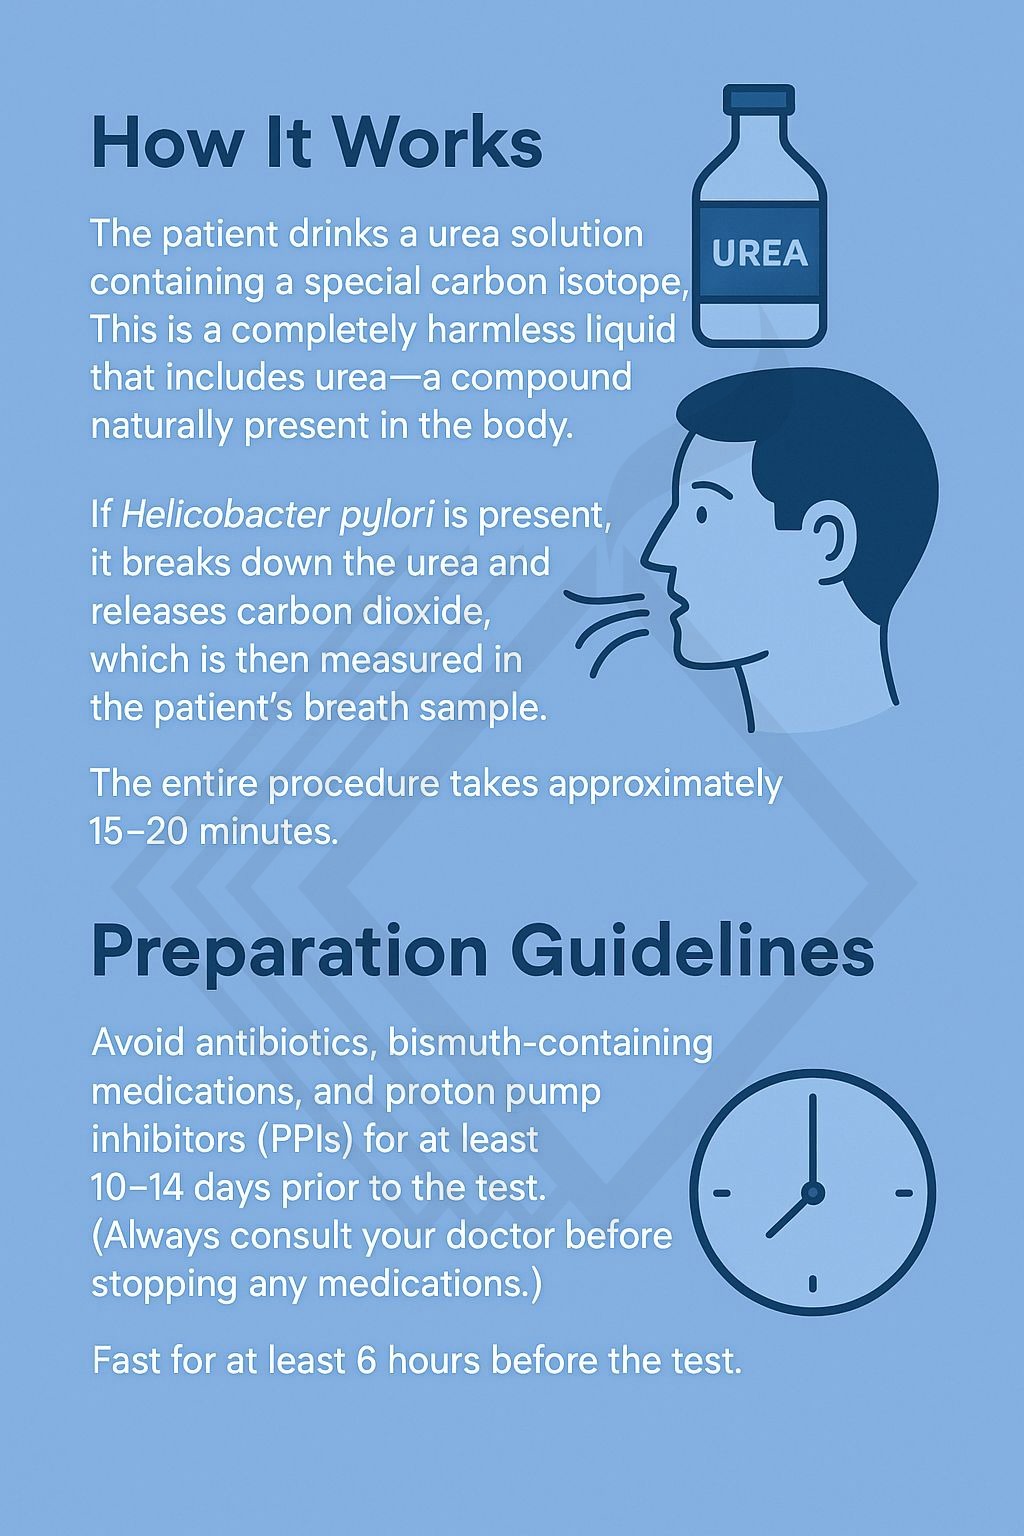 How It Works
The patient drinks a urea solution
containing a special carbon isotope,
This is a completely harmless liquid
that includes urea—a compound
naturally present in the body.
UREA
If Helicobacter pylori is present,
it breaks down the urea and
releases carbon dioxide,
which is then measured in
the patient’s breath sample.
The entire procedure takes approximately
15–20 minutes.
Preparation Guidelines
Avoid antibiotics, bismuth-containing
medications, and proton pump
inhibitors (PPIs) for at least
10–14 days prior to the test.
(Always consult your doctor before
stopping any medications.)
Fast for at least 6 hours before the test.